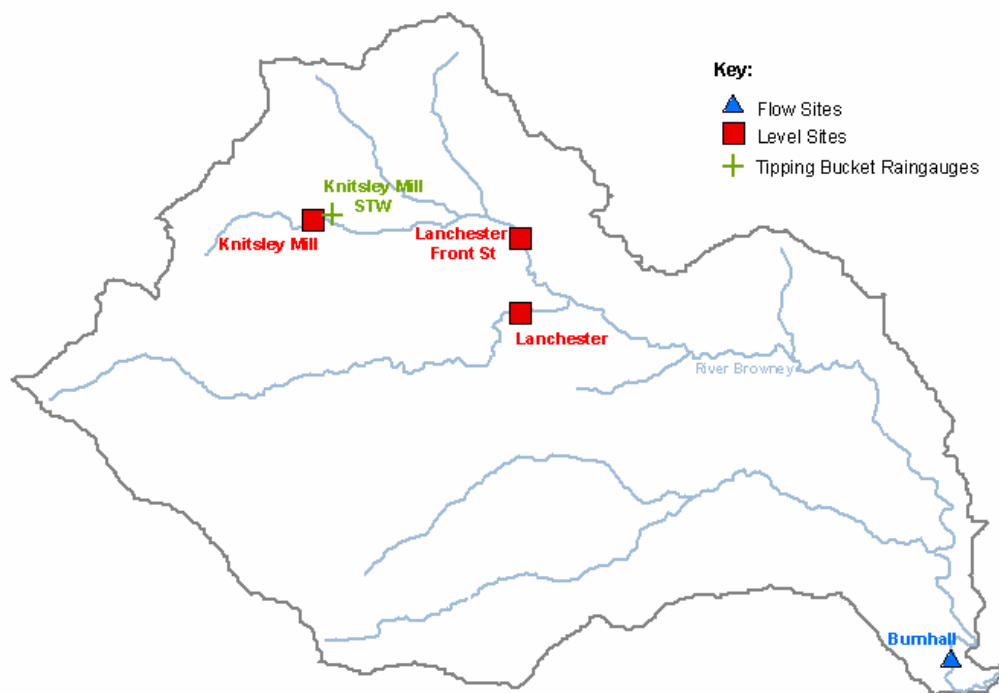 Key:
Flow Sites
Level Sites
Tipping Bucket Raingauges
Knitsley Mill
STW
Knitsley Mill
Lanchester
Front St
Lanchester
River Browney
Burnhall